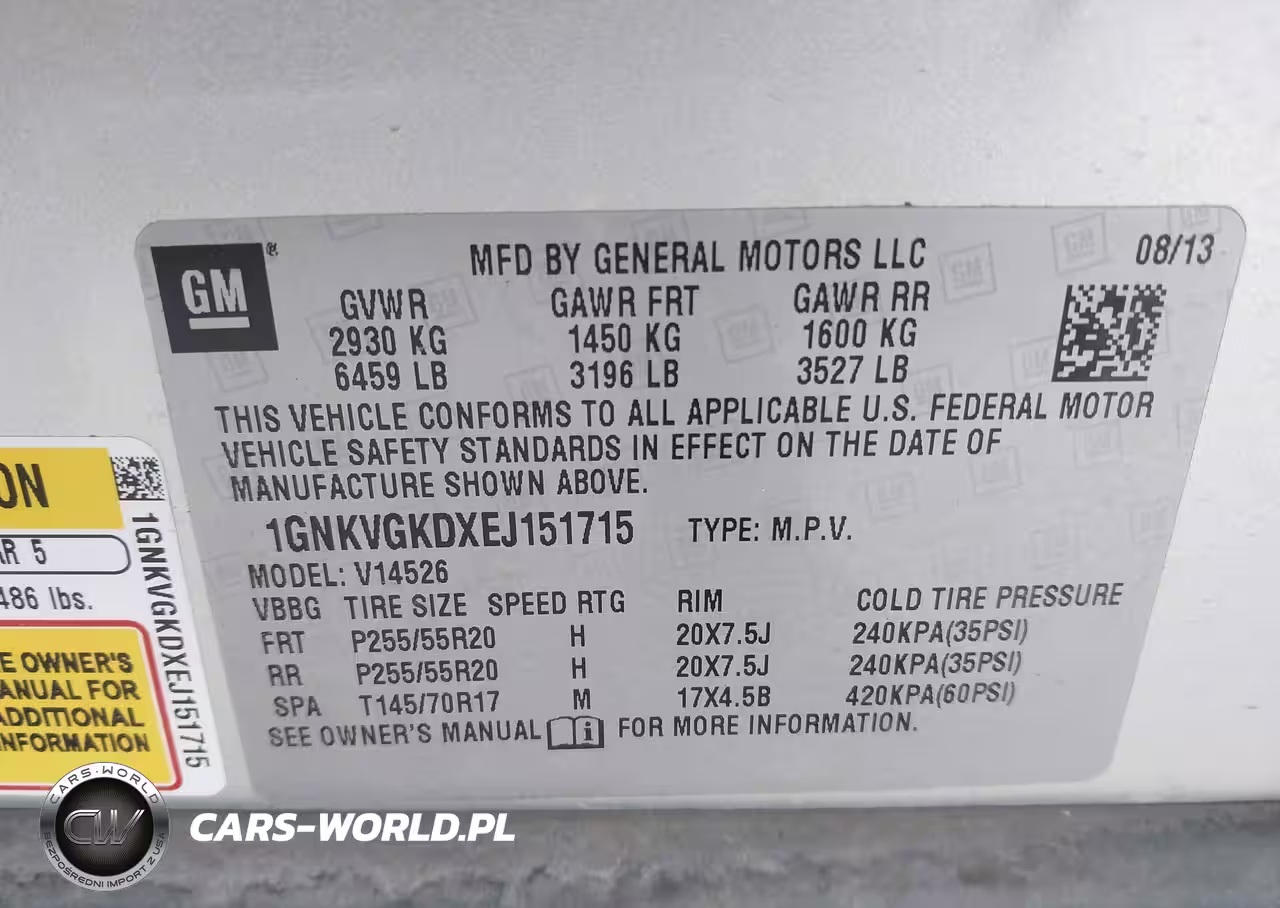 GM®
MFD BY GENERAL MOTORS LLC 08/13
GVWR GAWR FRT GAWR RR
2930 KG 1450 KG 1600 KG
6459 LB 3196 LB 3527 LB
THIS VEHICLE CONFORMS TO ALL APPLICABLE U.S. FEDERAL MOTOR
VEHICLE SAFETY STANDARDS IN EFFECT ON THE DATE OF
MANUFACTURE SHOWN ABOVE.
1GNKVGKDXEJ151715 TYPE: M.P.V.
MODEL: V14526
VBBG TIRE SIZE SPEED RTG RIM COLD TIRE PRESSURE
FRT P255/55R20 H 20X7.5J 240KPA(35PSI)
RR P255/55R20 H 20X7.5J 240KPA(35PSI)
SPA T145/70R17 M 17X4.5B 420KPA(60PSI)
SEE OWNER'S MANUAL i FOR MORE INFORMATION.
ON
AR 5
486 lbs.
E OWNER'S
ANUAL FOR
ADDITIONAL
INFORMATION
1GNKVGKDXEJ151715
CARS-WORLD
CW
BEZPOŚREDNI IMPORT Z USA
CARS-WORLD.PL